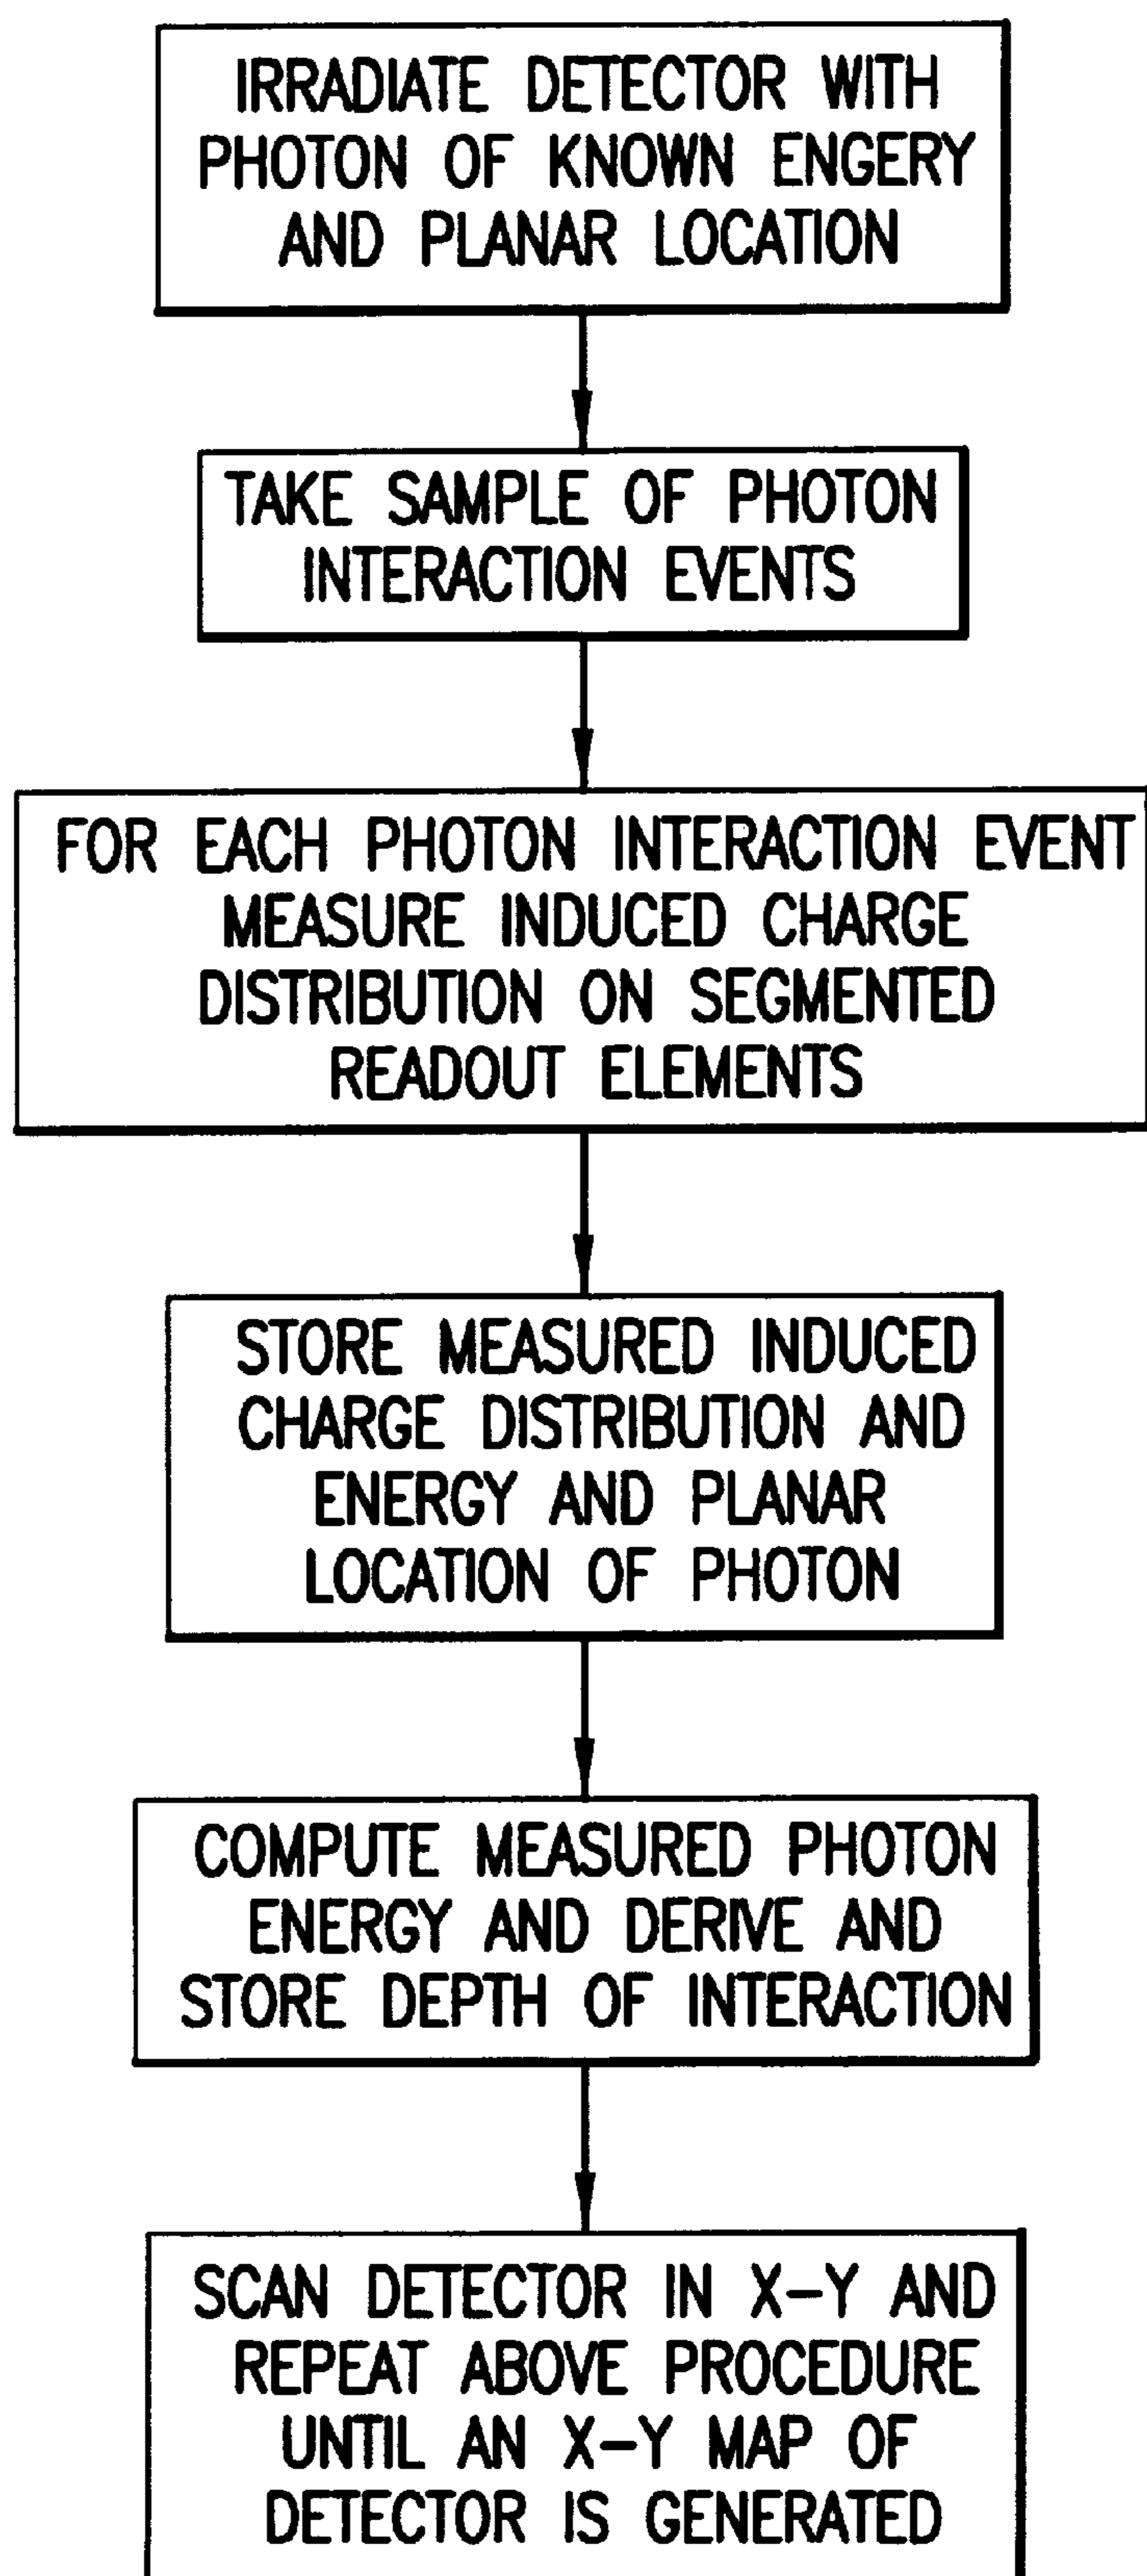 IRRADIATE DETECTOR WITH
PHOTON OF KNOWN ENGERY
AND PLANAR LOCATION
TAKE SAMPLE OF PHOTON
INTERACTION EVENTS
FOR EACH PHOTON INTERACTION EVENT
MEASURE INDUCED CHARGE
DISTRIBUTION ON SEGMENTED
READOUT ELEMENTS
STORE MEASURED INDUCED
CHARGE DISTRIBUTION AND
ENERGY AND PLANAR
LOCATION OF PHOTON
COMPUTE MEASURED PHOTON
ENERGY AND DERIVE AND
STORE DEPTH OF INTERACTION
SCAN DETECTOR IN X-Y AND
REPEAT ABOVE PROCEDURE
UNTIL AN X-Y MAP OF
DETECTOR IS GENERATED